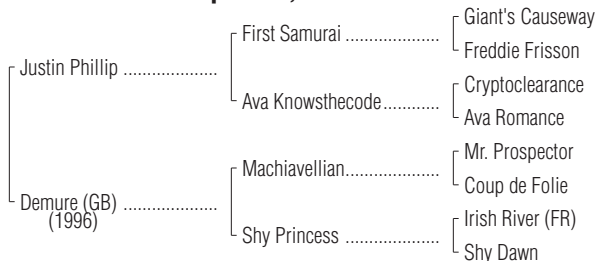 First Samurai ................... Giant's Causeway
Freddie Frisson
Justin Phillip ...................
Ava Knowsthecode............ Cryptoclearance
Ava Romance
Machiavellian................... Mr. Prospector
Coup de Folie
Demure (GB) ...................
(1996)
Shy Princess ................... Irish River (FR)
Shy Dawn